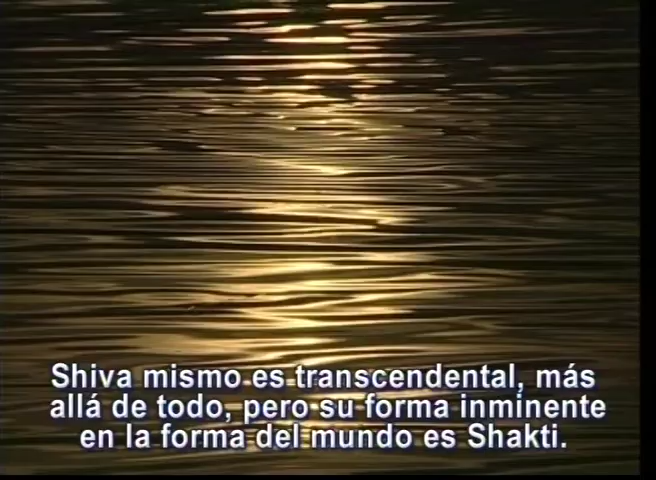 Shiva mismo es transcendental, más
allá de todo, pero su forma inminente
en la forma del mundo es Shakti.